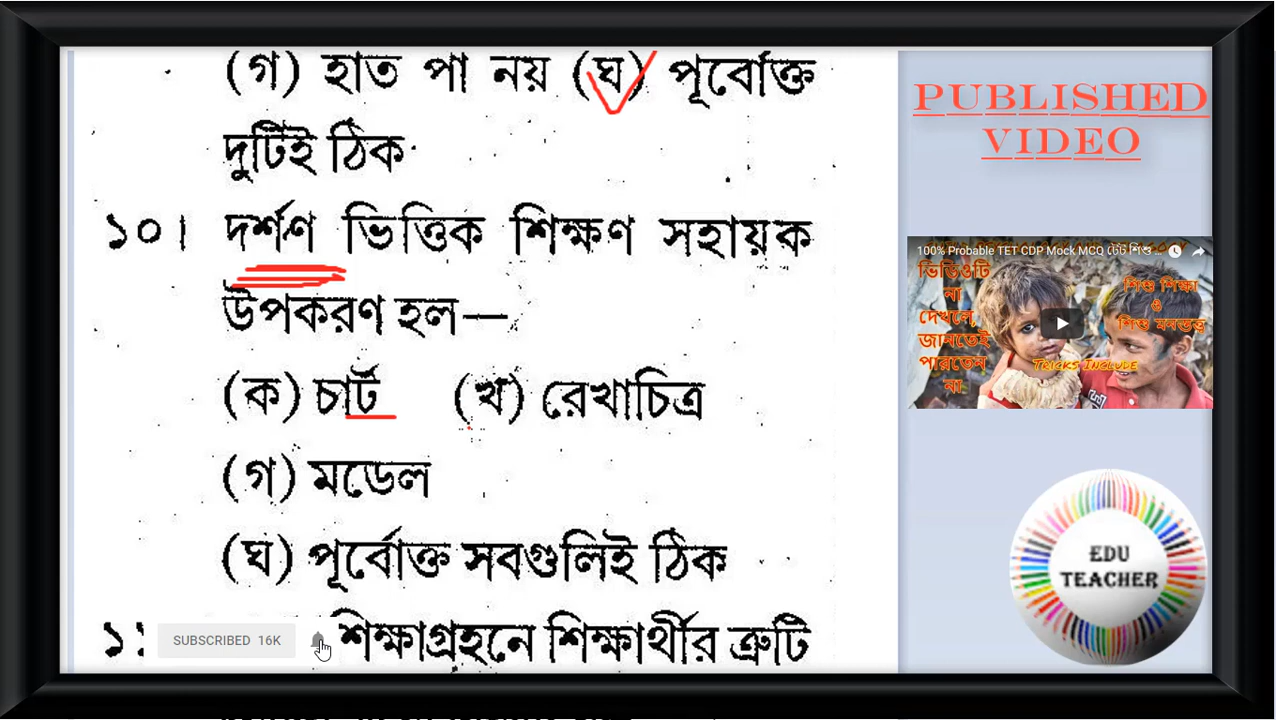 (গ) হাত পা নয় (ঘ) পূর্বোক্ত
দুটিই ঠিক
১০। দর্শণ ভিত্তিক শিক্ষণ সহায়ক
উপকরণ হল—
(ক) চার্ট (খ) রেখাচিত্র
(গ) মডেল
(ঘ) পূর্বোক্ত সবগুলিই ঠিক
শিক্ষাগ্রহনে শিক্ষার্থীর ত্রুটি
SUBSCRIBED 16K
PUBLISHED
VIDEO
100% Probable TET CDP Mock MCQ টেট শিশু ...
ভিডিওটি
না
দেখলে,
জানতেই
পারতেন
না
শিশু শিক্ষা
ও
শিশু মনস্তত্ব
TRICKS INCLUDE
EDU
TEACHER